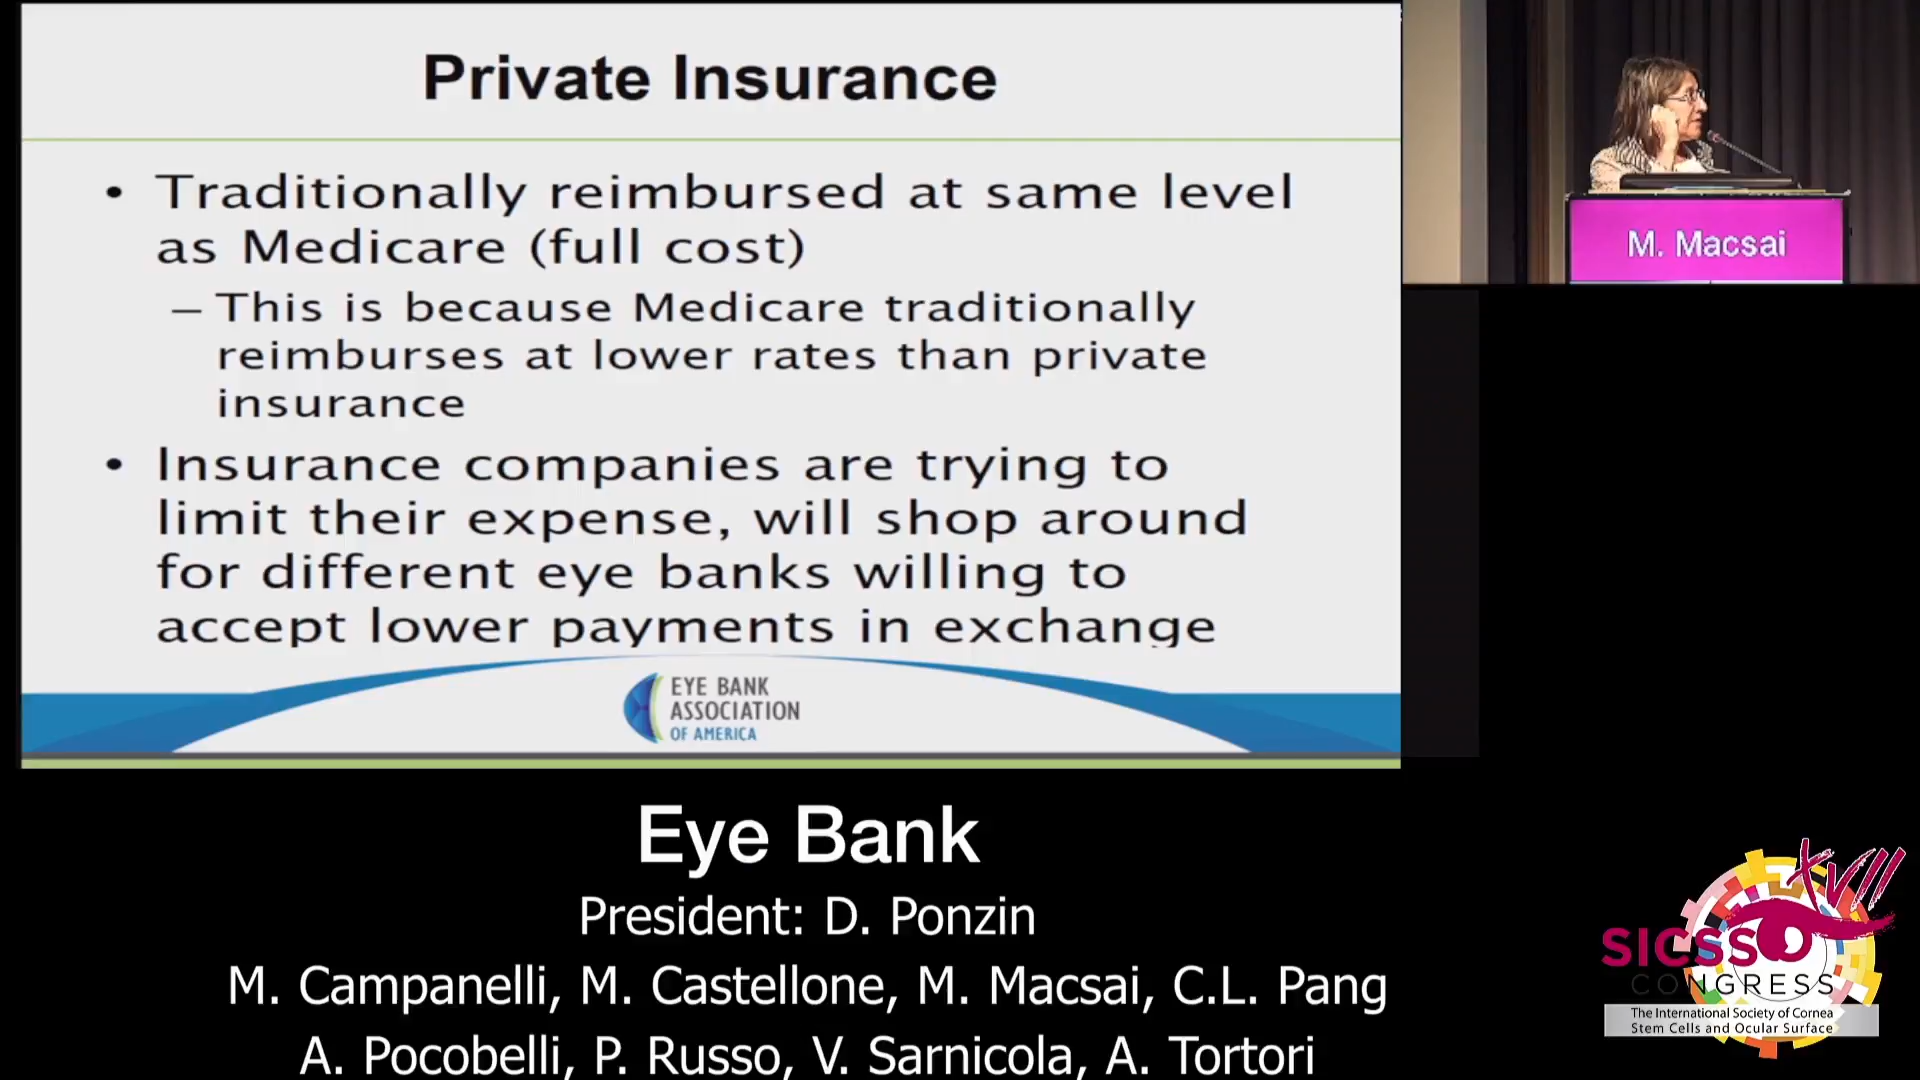 Private Insurance
• Traditionally reimbursed at same level
as Medicare (full cost)
– This is because Medicare traditionally
reimburses at lower rates than private
insurance
• Insurance companies are trying to
limit their expense, will shop around
for different eye banks willing to
accept lower payments in exchange
EYE BANK
ASSOCIATION
OF AMERICA
M. Macsai
Eye Bank
President: D. Ponzin
M. Campanelli, M. Castellone, M. Macsai, C.L. Pang
A. Pocobelli, P. Russo, V. Sarnicola, A. Tortori
XVII
SICSSO
CONGRESS
The International Society of Cornea
Stem Cells and Ocular Surface